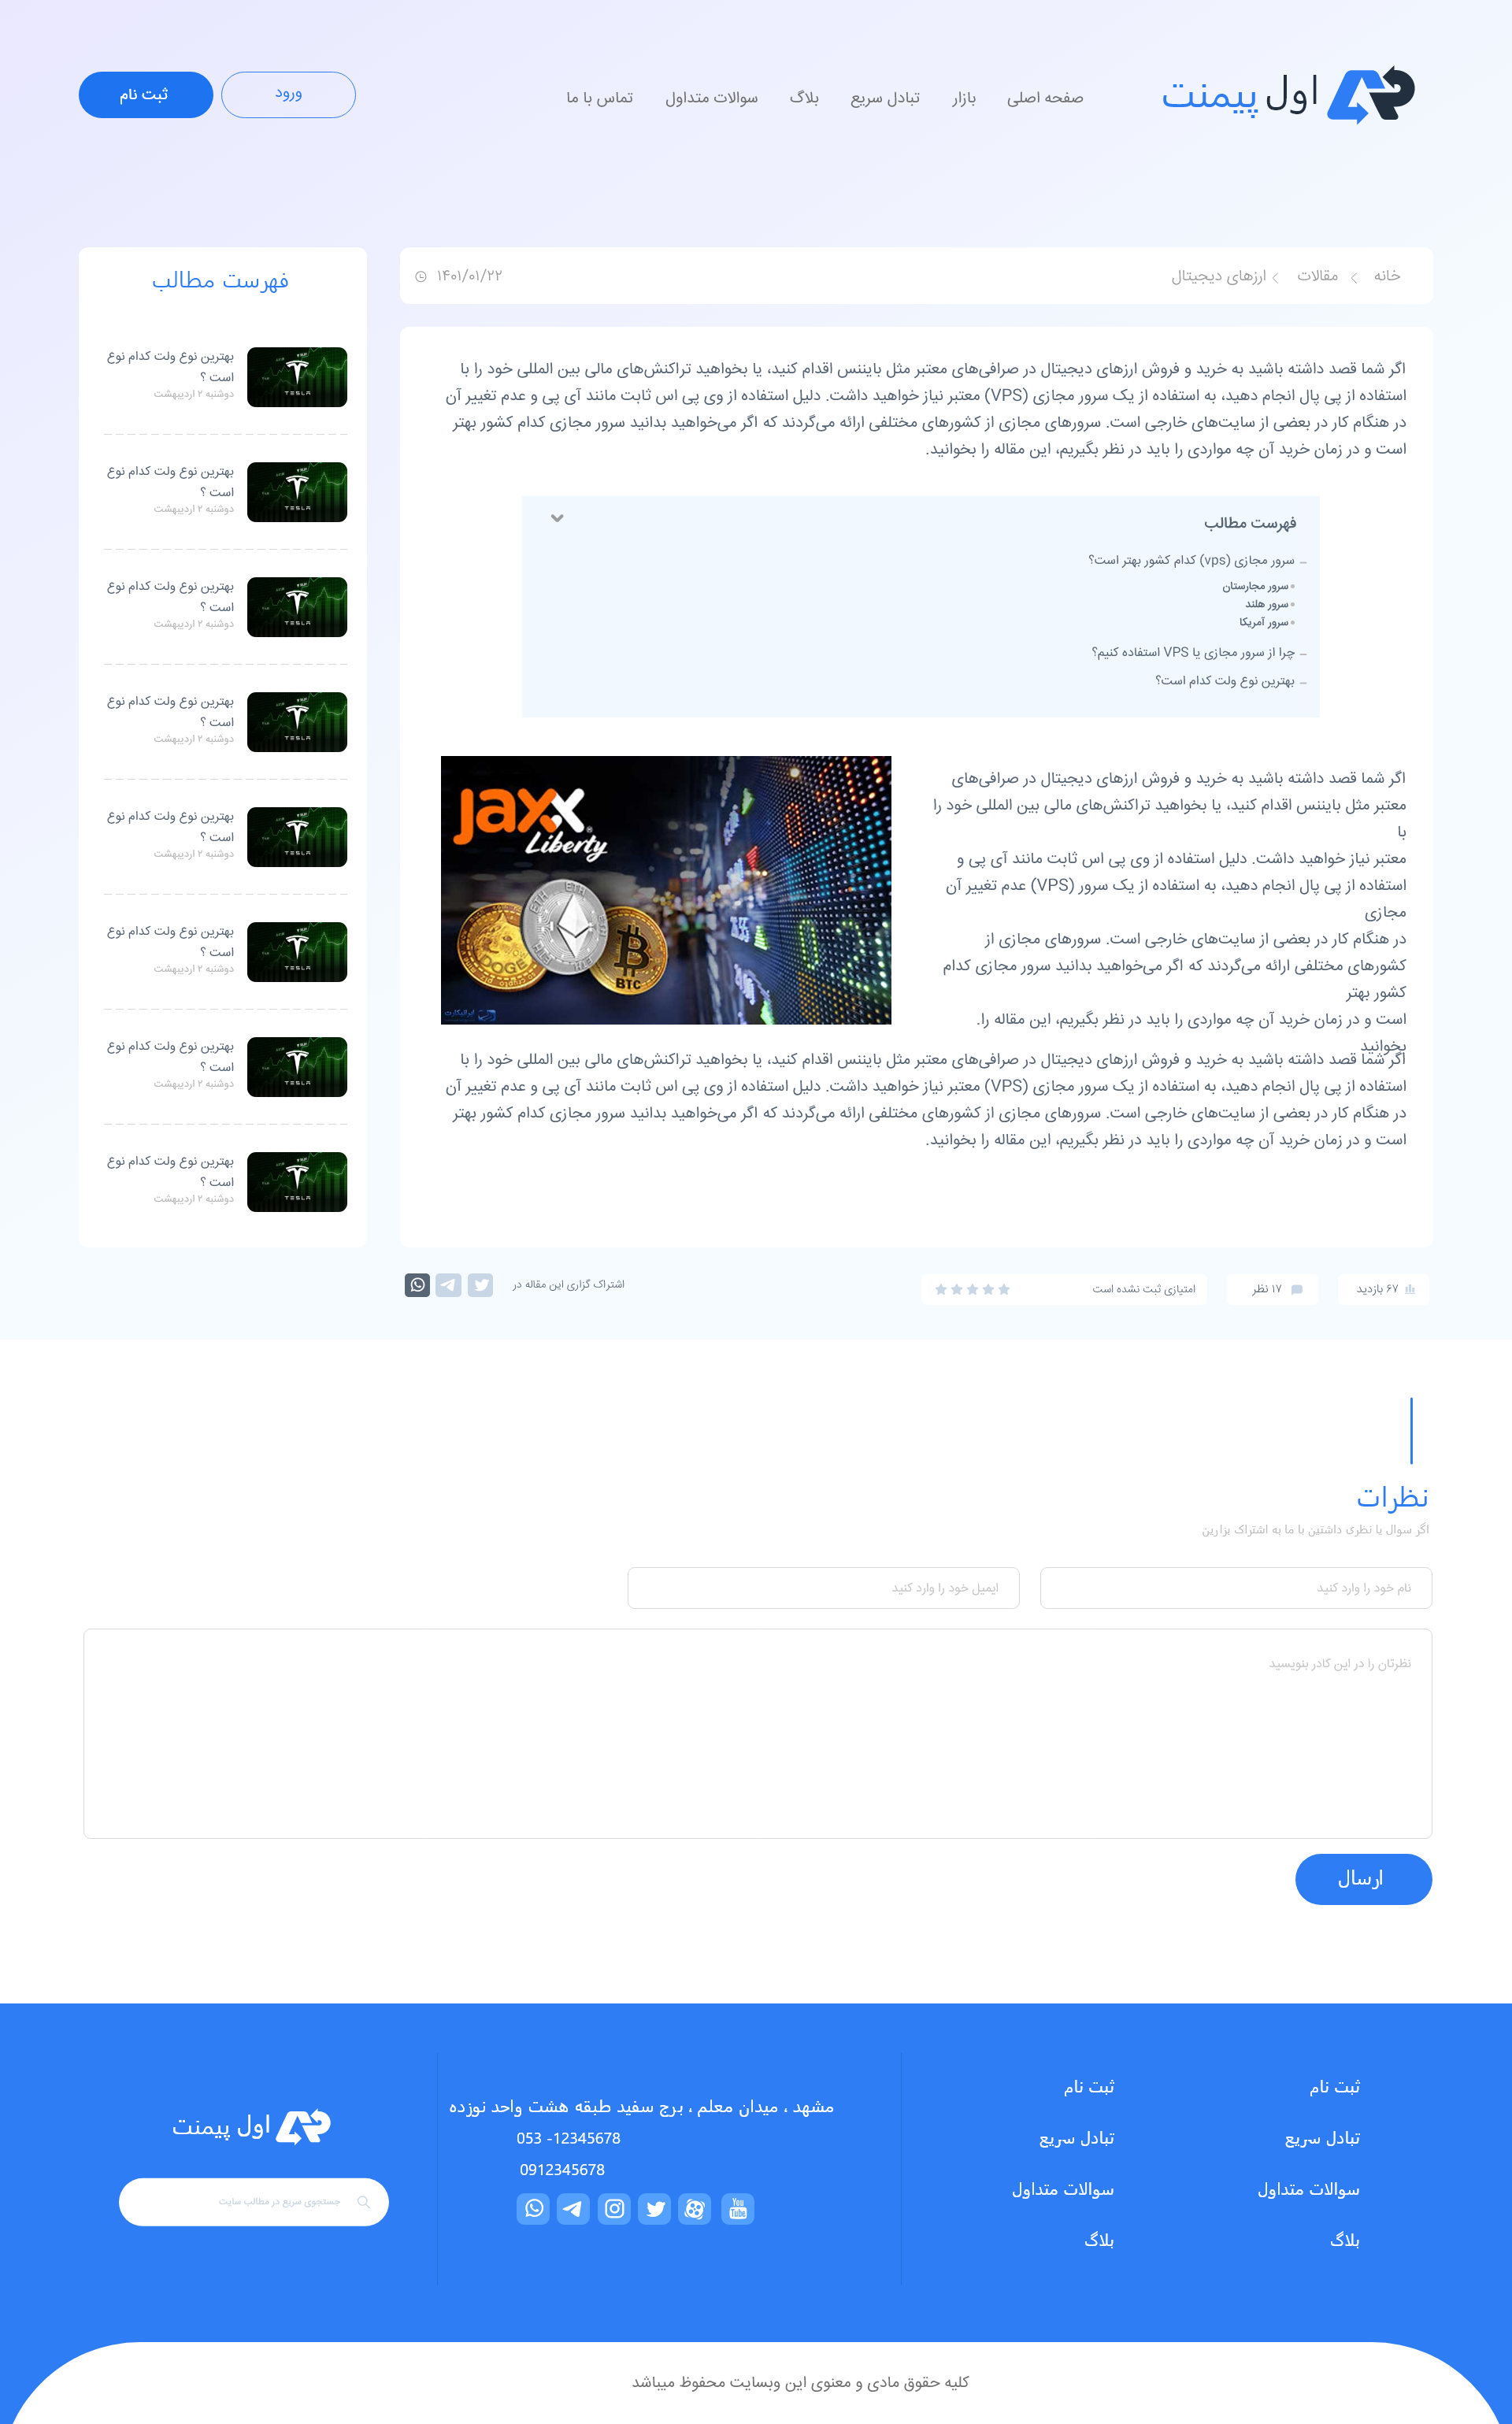 اول پیمنت
صفحه اصلی
بازار
تبادل سریع
بلاگ
سوالات متداول
تماس با ما
ورود
ثبت نام
خانه
مقالات
ارزهای دیجیتال
۱۴۰۱/۰۱/۲۲
اگر شما قصد داشته باشید به خرید و فروش ارزهای دیجیتال در صرافی‌های معتبر مثل بایننس اقدام کنید، یا بخواهید تراکنش‌های مالی بین المللی خود را با
استفاده از پی پال انجام دهید، به استفاده از یک سرور مجازی (VPS) معتبر نیاز خواهید داشت. دلیل استفاده از وی پی اس ثابت مانند آی پی و عدم تغییر آن
در هنگام کار در بعضی از سایت‌های خارجی است. سرورهای مجازی از کشورهای مختلفی ارائه می‌گردند که اگر می‌خواهید بدانید سرور مجازی کدام کشور بهتر
است و در زمان خرید آن چه مواردی را باید در نظر بگیریم، این مقاله را بخوانید.
فهرست مطالب
سرور مجازی (vps) کدام کشور بهتر است؟
سرور مجارستان
سرور هلند
سرور آمریکا
چرا از سرور مجازی یا VPS استفاده کنیم؟
بهترین نوع ولت کدام است؟
اگر شما قصد داشته باشید به خرید و فروش ارزهای دیجیتال در صرافی‌های
معتبر مثل بایننس اقدام کنید، یا بخواهید تراکنش‌های مالی بین المللی خود را
با
معتبر نیاز خواهید داشت. دلیل استفاده از وی پی اس ثابت مانند آی پی و
استفاده از پی پال انجام دهید، به استفاده از یک سرور (VPS) عدم تغییر آن
مجازی
در هنگام کار در بعضی از سایت‌های خارجی است. سرورهای مجازی از
کشورهای مختلفی ارائه می‌گردند که اگر می‌خواهید بدانید سرور مجازی کدام
کشور بهتر
است و در زمان خرید آن چه مواردی را باید در نظر بگیریم، این مقاله را.
بخوانید
jaxx
Liberty
DOGE
ETH
ایرانیکارت
اگر شما قصد داشته باشید به خرید و فروش ارزهای دیجیتال در صرافی‌های معتبر مثل بایننس اقدام کنید، یا بخواهید تراکنش‌های مالی بین المللی خود را با
استفاده از پی پال انجام دهید، به استفاده از یک سرور مجازی (VPS) معتبر نیاز خواهید داشت. دلیل استفاده از وی پی اس ثابت مانند آی پی و عدم تغییر آن
در هنگام کار در بعضی از سایت‌های خارجی است. سرورهای مجازی از کشورهای مختلفی ارائه می‌گردند که اگر می‌خواهید بدانید سرور مجازی کدام کشور بهتر
است و در زمان خرید آن چه مواردی را باید در نظر بگیریم، این مقاله را بخوانید.
فهرست مطالب
TESLA
بهترین نوع ولت کدام نوع
است ؟
دوشنبه ۲ اردیبهشت
TESLA
بهترین نوع ولت کدام نوع
است ؟
دوشنبه ۲ اردیبهشت
TESLA
بهترین نوع ولت کدام نوع
است ؟
دوشنبه ۲ اردیبهشت
TESLA
بهترین نوع ولت کدام نوع
است ؟
دوشنبه ۲ اردیبهشت
TESLA
بهترین نوع ولت کدام نوع
است ؟
دوشنبه ۲ اردیبهشت
TESLA
بهترین نوع ولت کدام نوع
است ؟
دوشنبه ۲ اردیبهشت
TESLA
بهترین نوع ولت کدام نوع
است ؟
دوشنبه ۲ اردیبهشت
TESLA
بهترین نوع ولت کدام نوع
است ؟
دوشنبه ۲ اردیبهشت
۶۷ بازدید
۱۷ نظر
امتیازی ثبت نشده است
اشتراک گزاری این مقاله در
نظرات
اگر سوال یا نظری داشتین با ما به اشتراک بزارین
نام خود را وارد کنید
ایمیل خود را وارد کنید
نظرتان را در این کادر بنویسید
ارسال
ثبت نام
تبادل سریع
سوالات متداول
بلاگ
ثبت نام
تبادل سریع
سوالات متداول
بلاگ
مشهد ، میدان معلم ، برج سفید طبقه هشت واحد نوزده
053 -12345678
0912345678
You
Tube
اول پیمنت
جستجوی سریع در مطالب سایت
کلیه حقوق مادی و معنوی این وبسایت محفوظ میباشد